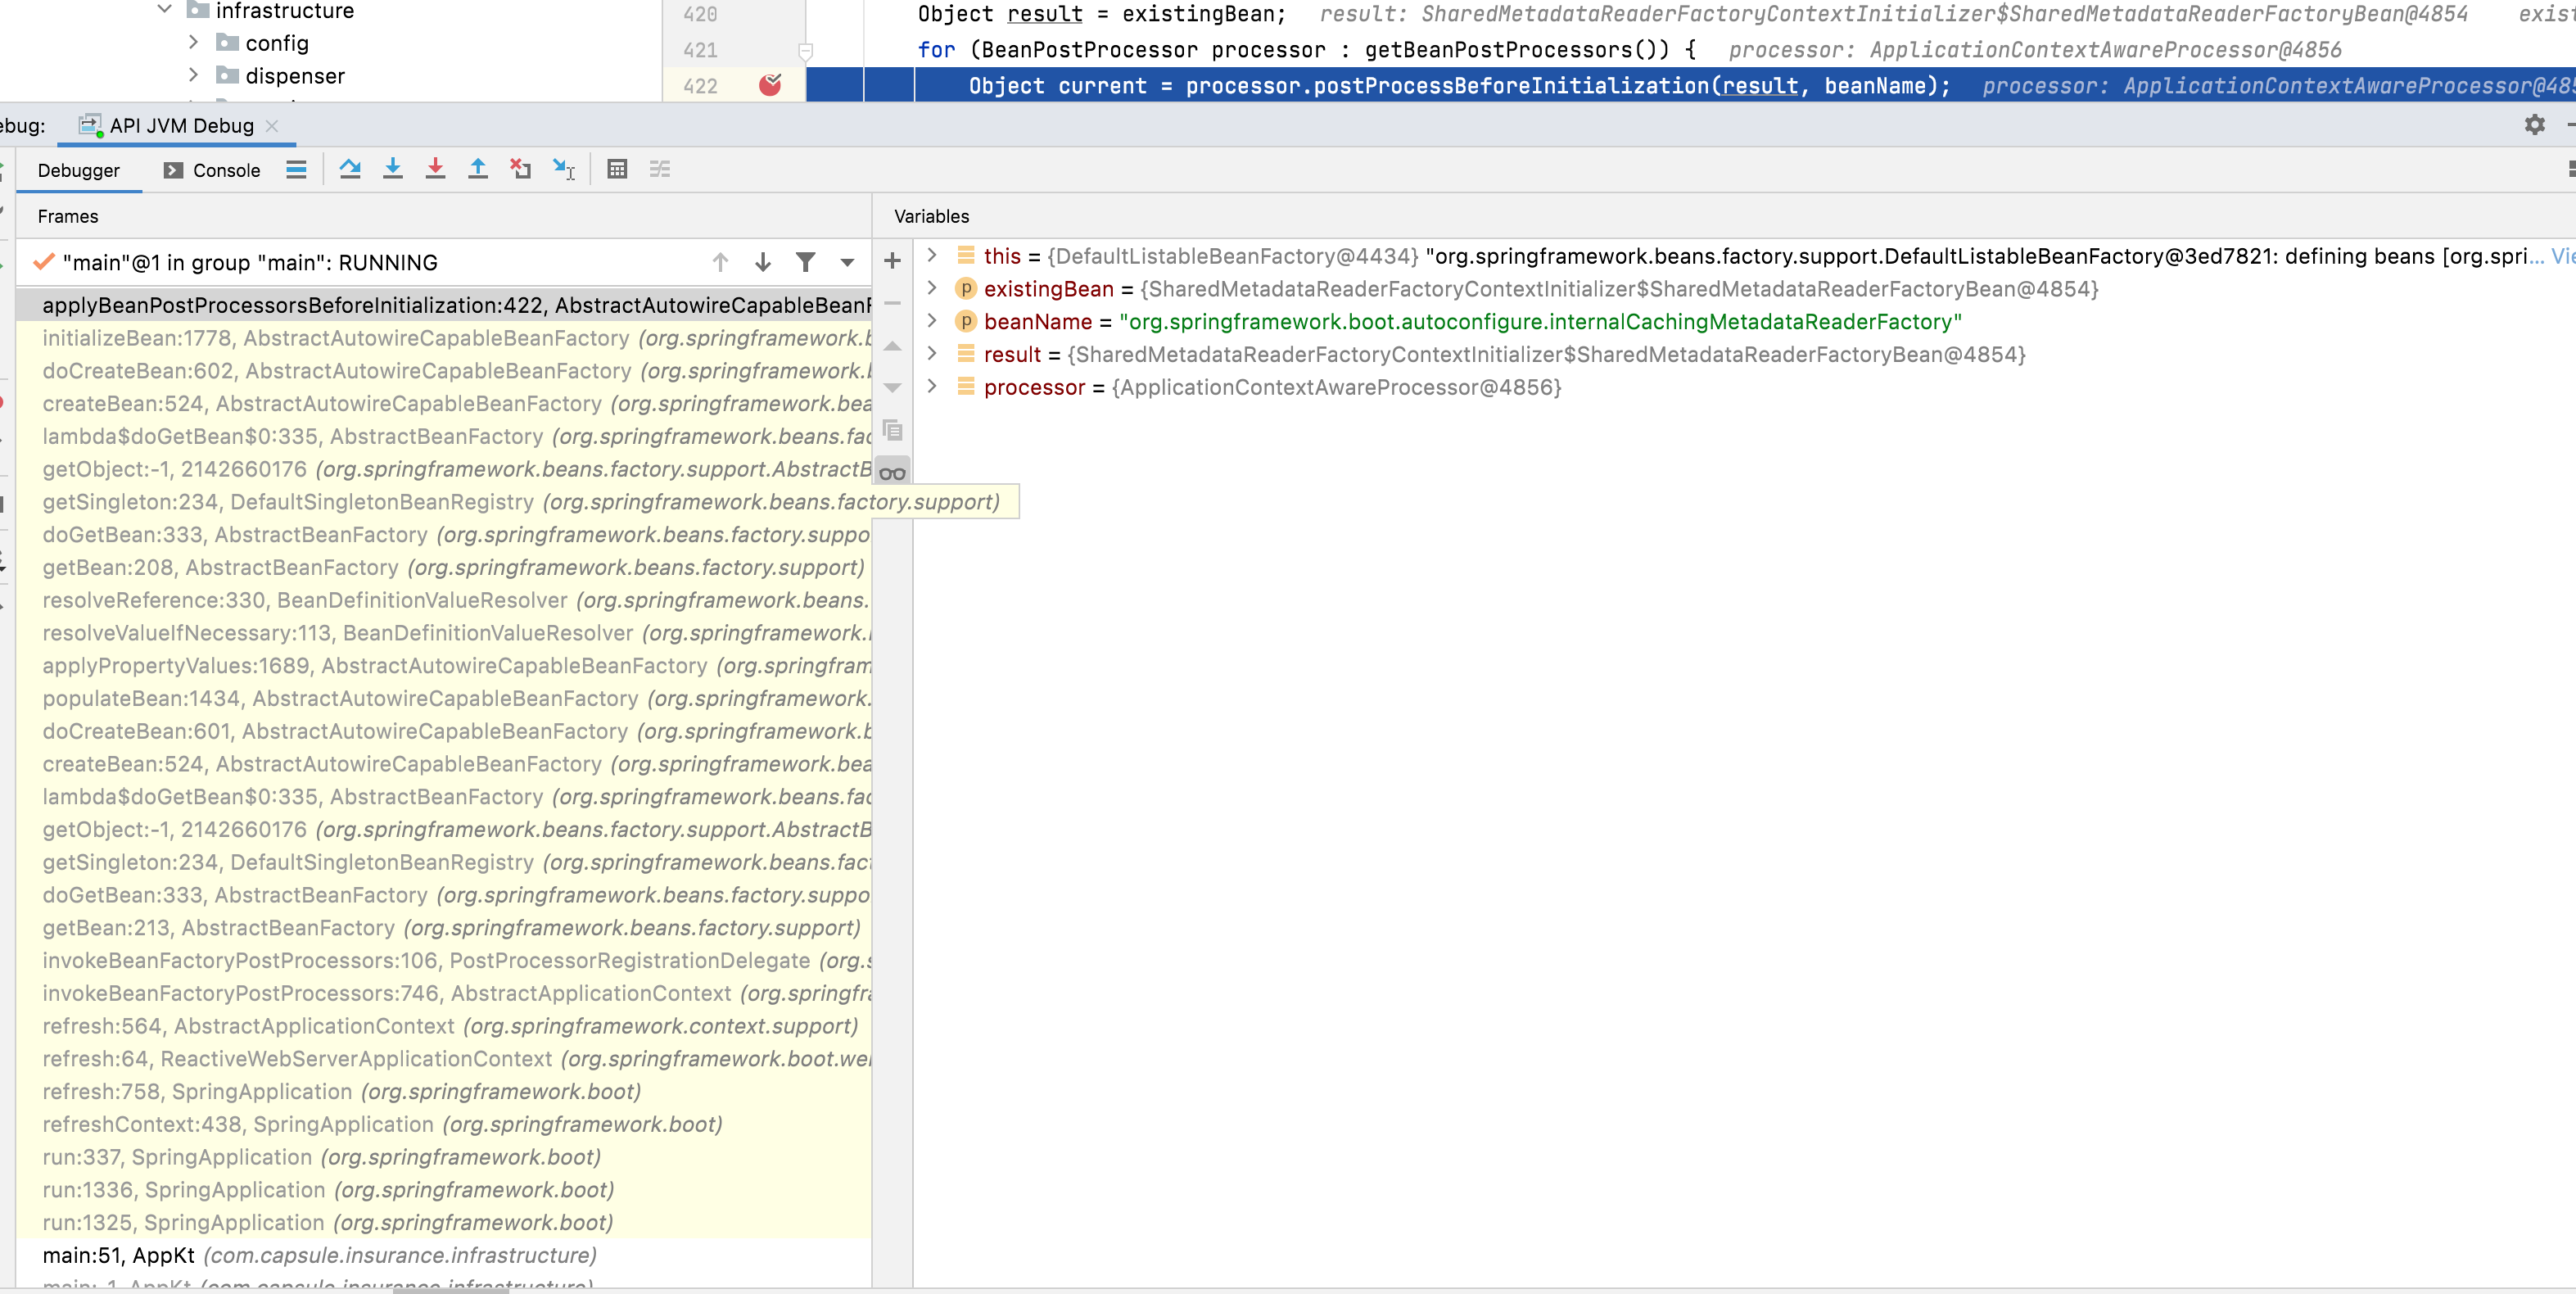 infrastructure
config
dispenser
420 Object result = existingBean; result: SharedMetadataReaderFactoryContextInitializer$SharedMetadataReaderFactoryBean@4854
421 for (BeanPostProcessor processor : getBeanPostProcessors()) { processor: ApplicationContextAwareProcessor@4856
422 Object current = processor.postProcessBeforeInitialization(result, beanName); processor: ApplicationContextAwareProcessor@485
ebug: API JVM Debug
Debugger Console
Frames
Variables
"main"@1 in group "main": RUNNING
applyBeanPostProcessorsBeforeInitialization:422, AbstractAutowireCapableBeanF
initializeBean:1778, AbstractAutowireCapableBeanFactory (org.springframework.b
doCreateBean:602, AbstractAutowireCapableBeanFactory (org.springframework.b
createBean:524, AbstractAutowireCapableBeanFactory (org.springframework.bea
lambda$doGetBean$0:335, AbstractBeanFactory (org.springframework.beans.fac
getObject:-1, 2142660176 (org.springframework.beans.factory.support.AbstractB
getSingleton:234, DefaultSingletonBeanRegistry (org.springframework.beans.factory.support)
doGetBean:333, AbstractBeanFactory (org.springframework.beans.factory.suppo
getBean:208, AbstractBeanFactory (org.springframework.beans.factory.support)
resolveReference:330, BeanDefinitionValueResolver (org.springframework.beans.
resolveValueIfNecessary:113, BeanDefinitionValueResolver (org.springframework.
applyPropertyValues:1689, AbstractAutowireCapableBeanFactory (org.springfram
populateBean:1434, AbstractAutowireCapableBeanFactory (org.springframework.
doCreateBean:601, AbstractAutowireCapableBeanFactory (org.springframework.b
createBean:524, AbstractAutowireCapableBeanFactory (org.springframework.bea
lambda$doGetBean$0:335, AbstractBeanFactory (org.springframework.beans.fac
getObject:-1, 2142660176 (org.springframework.beans.factory.support.AbstractB
getSingleton:234, DefaultSingletonBeanRegistry (org.springframework.beans.fact
doGetBean:333, AbstractBeanFactory (org.springframework.beans.factory.suppo
getBean:213, AbstractBeanFactory (org.springframework.beans.factory.support)
invokeBeanFactoryPostProcessors:106, PostProcessorRegistrationDelegate (org.s
invokeBeanFactoryPostProcessors:746, AbstractApplicationContext (org.springfra
refresh:564, AbstractApplicationContext (org.springframework.context.support)
refresh:64, ReactiveWebServerApplicationContext (org.springframework.boot.we
refresh:758, SpringApplication (org.springframework.boot)
refreshContext:438, SpringApplication (org.springframework.boot)
run:337, SpringApplication (org.springframework.boot)
run:1336, SpringApplication (org.springframework.boot)
run:1325, SpringApplication (org.springframework.boot)
main:51, AppKt (com.capsule.insurance.infrastructure)
main:-1, AppKt (com.capsule.insurance.infrastructure)
this = {DefaultListableBeanFactory@4434} "org.springframework.beans.factory.support.DefaultListableBeanFactory@3ed7821: defining beans [org.spri... Vie
existingBean = {SharedMetadataReaderFactoryContextInitializer$SharedMetadataReaderFactoryBean@4854}
beanName = "org.springframework.boot.autoconfigure.internalCachingMetadataReaderFactory"
result = {SharedMetadataReaderFactoryContextInitializer$SharedMetadataReaderFactoryBean@4854}
processor = {ApplicationContextAwareProcessor@4856}